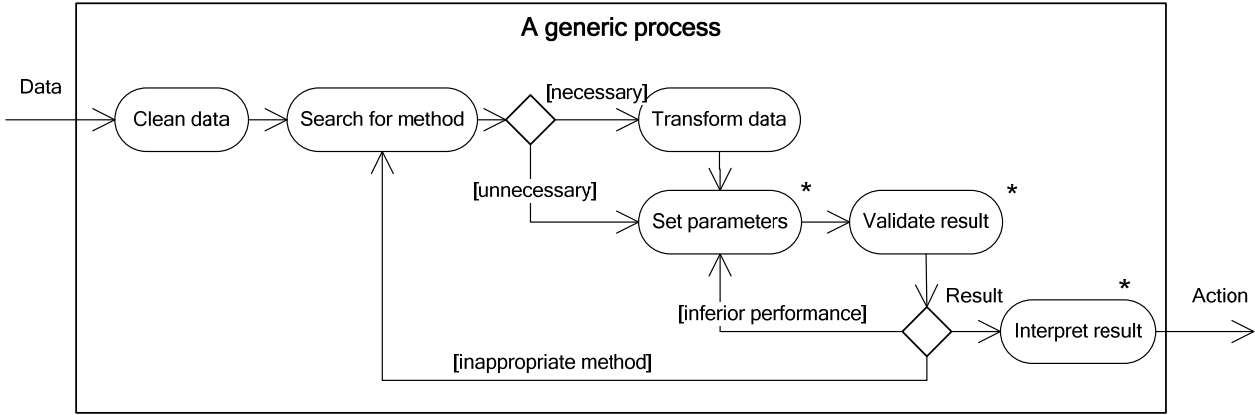 A generic process
Data
[necessary]
Clean data
Search for method
Transform data
[unnecessary]
*
*
Set parameters
Validate result
Result
*
Action
[inferior performance]
Interpret result
[inappropriate method]